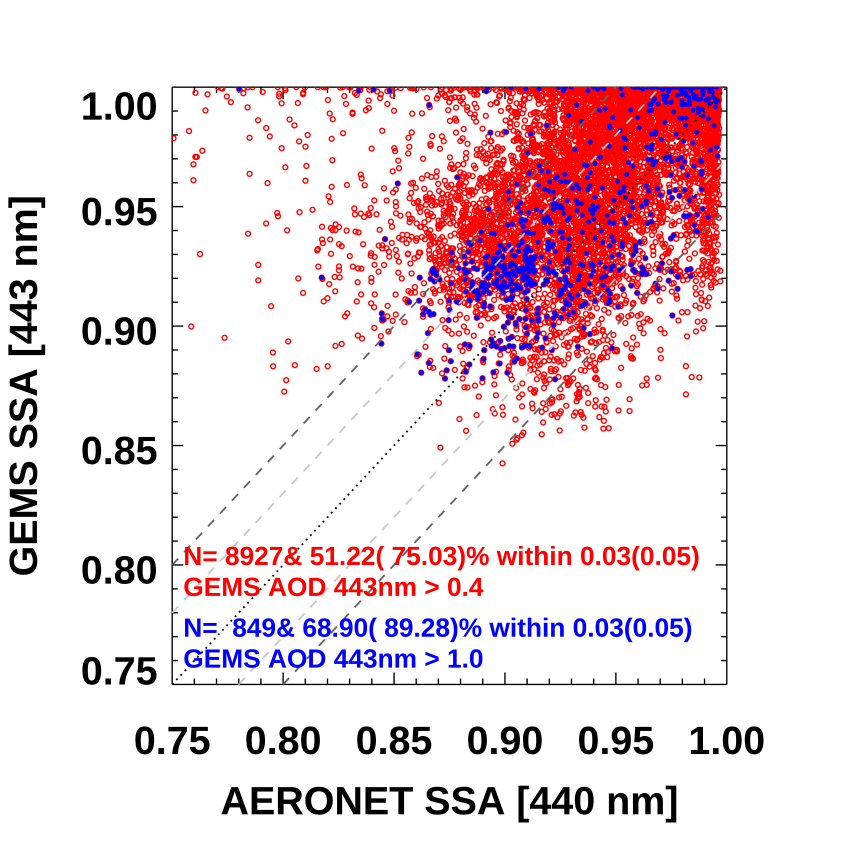 1.00
0.95
0.90
0.85
0.80
0.75
GEMS SSA [443 nm]
N= 8927& 51.22( 75.03)% within 0.03(0.05)
GEMS AOD 443nm > 0.4
N=  849& 68.90( 89.28)% within 0.03(0.05)
GEMS AOD 443nm > 1.0
0.75 0.80 0.85 0.90 0.95 1.00
AERONET SSA [440 nm]